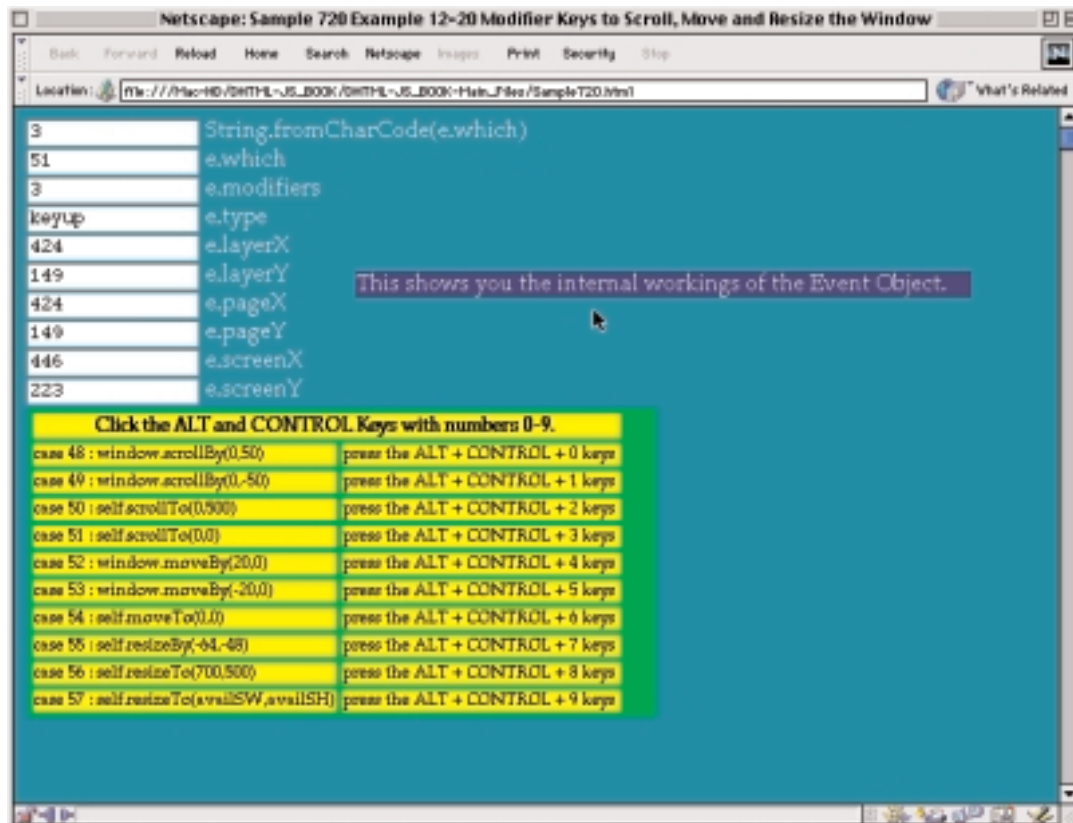 Netscape: Sample 720 Example 12-20 Modifier Keys to Scroll, Move and Resize the Window
Back Forward Reload Home Search Netscape Images Print Security Stop
Location: file:///Mac-HD/DHTML-JS_BOOK/DHTML-JS_BOOK-Main_Files/Sample720.html What's Related
3 String.fromCharCode(e.which)
51 e.which
3 e.modifiers
keyup e.type
424 e.layerX
149 e.layerY
This shows you the internal workings of the Event Object.
424 e.pageX
149 e.pageY
446 e.screenX
223 e.screenY
Click the ALT and CONTROL Keys with numbers 0-9.
case 48 : window.scrollBy(0,50) press the ALT + CONTROL + 0 keys
case 49 : window.scrollBy(0,-50) press the ALT + CONTROL + 1 keys
case 50 : self.scrollTo(0,500) press the ALT + CONTROL + 2 keys
case 51 : self.scrollTo(0,0) press the ALT + CONTROL + 3 keys
case 52 : window.moveBy(20,0) press the ALT + CONTROL + 4 keys
case 53 : window.moveBy(-20,0) press the ALT + CONTROL + 5 keys
case 54 : self.moveTo(0,0) press the ALT + CONTROL + 6 keys
case 55 : self.resizeBy(-64,-48) press the ALT + CONTROL + 7 keys
case 56 : self.resizeTo(700,500) press the ALT + CONTROL + 8 keys
case 57 : self.resizeTo(availSW,availSH) press the ALT + CONTROL + 9 keys